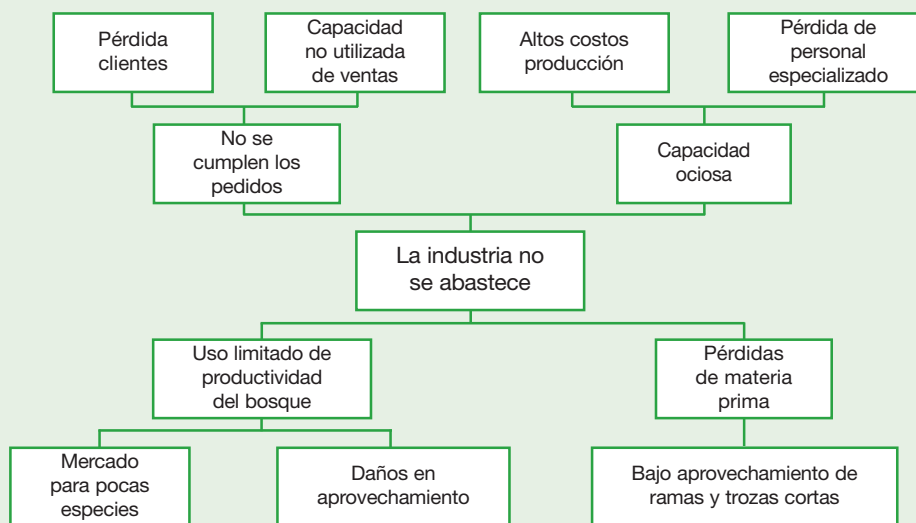 Pérdida
clientes
Capacidad
no utilizada
de ventas
Altos costos
producción
Pérdida de
personal
especializado
No se
cumplen los
pedidos
Capacidad
ociosa
La industria no
se abastece
Uso limitado de
productividad
del bosque
Pérdidas
de materia
prima
Mercado
para pocas
especies
Daños en
aprovechamiento
Bajo aprovechamiento de
ramas y trozas cortas